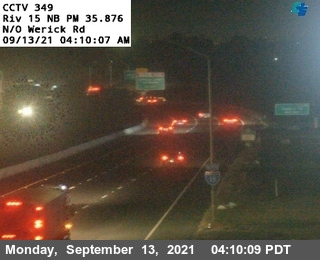 CCTV 349
Riv 15 NB PM 35.876
N/O Werick Rd
09/13/21 04:10:07 AM
Monday, September 13, 2021 04:10:09 PDT